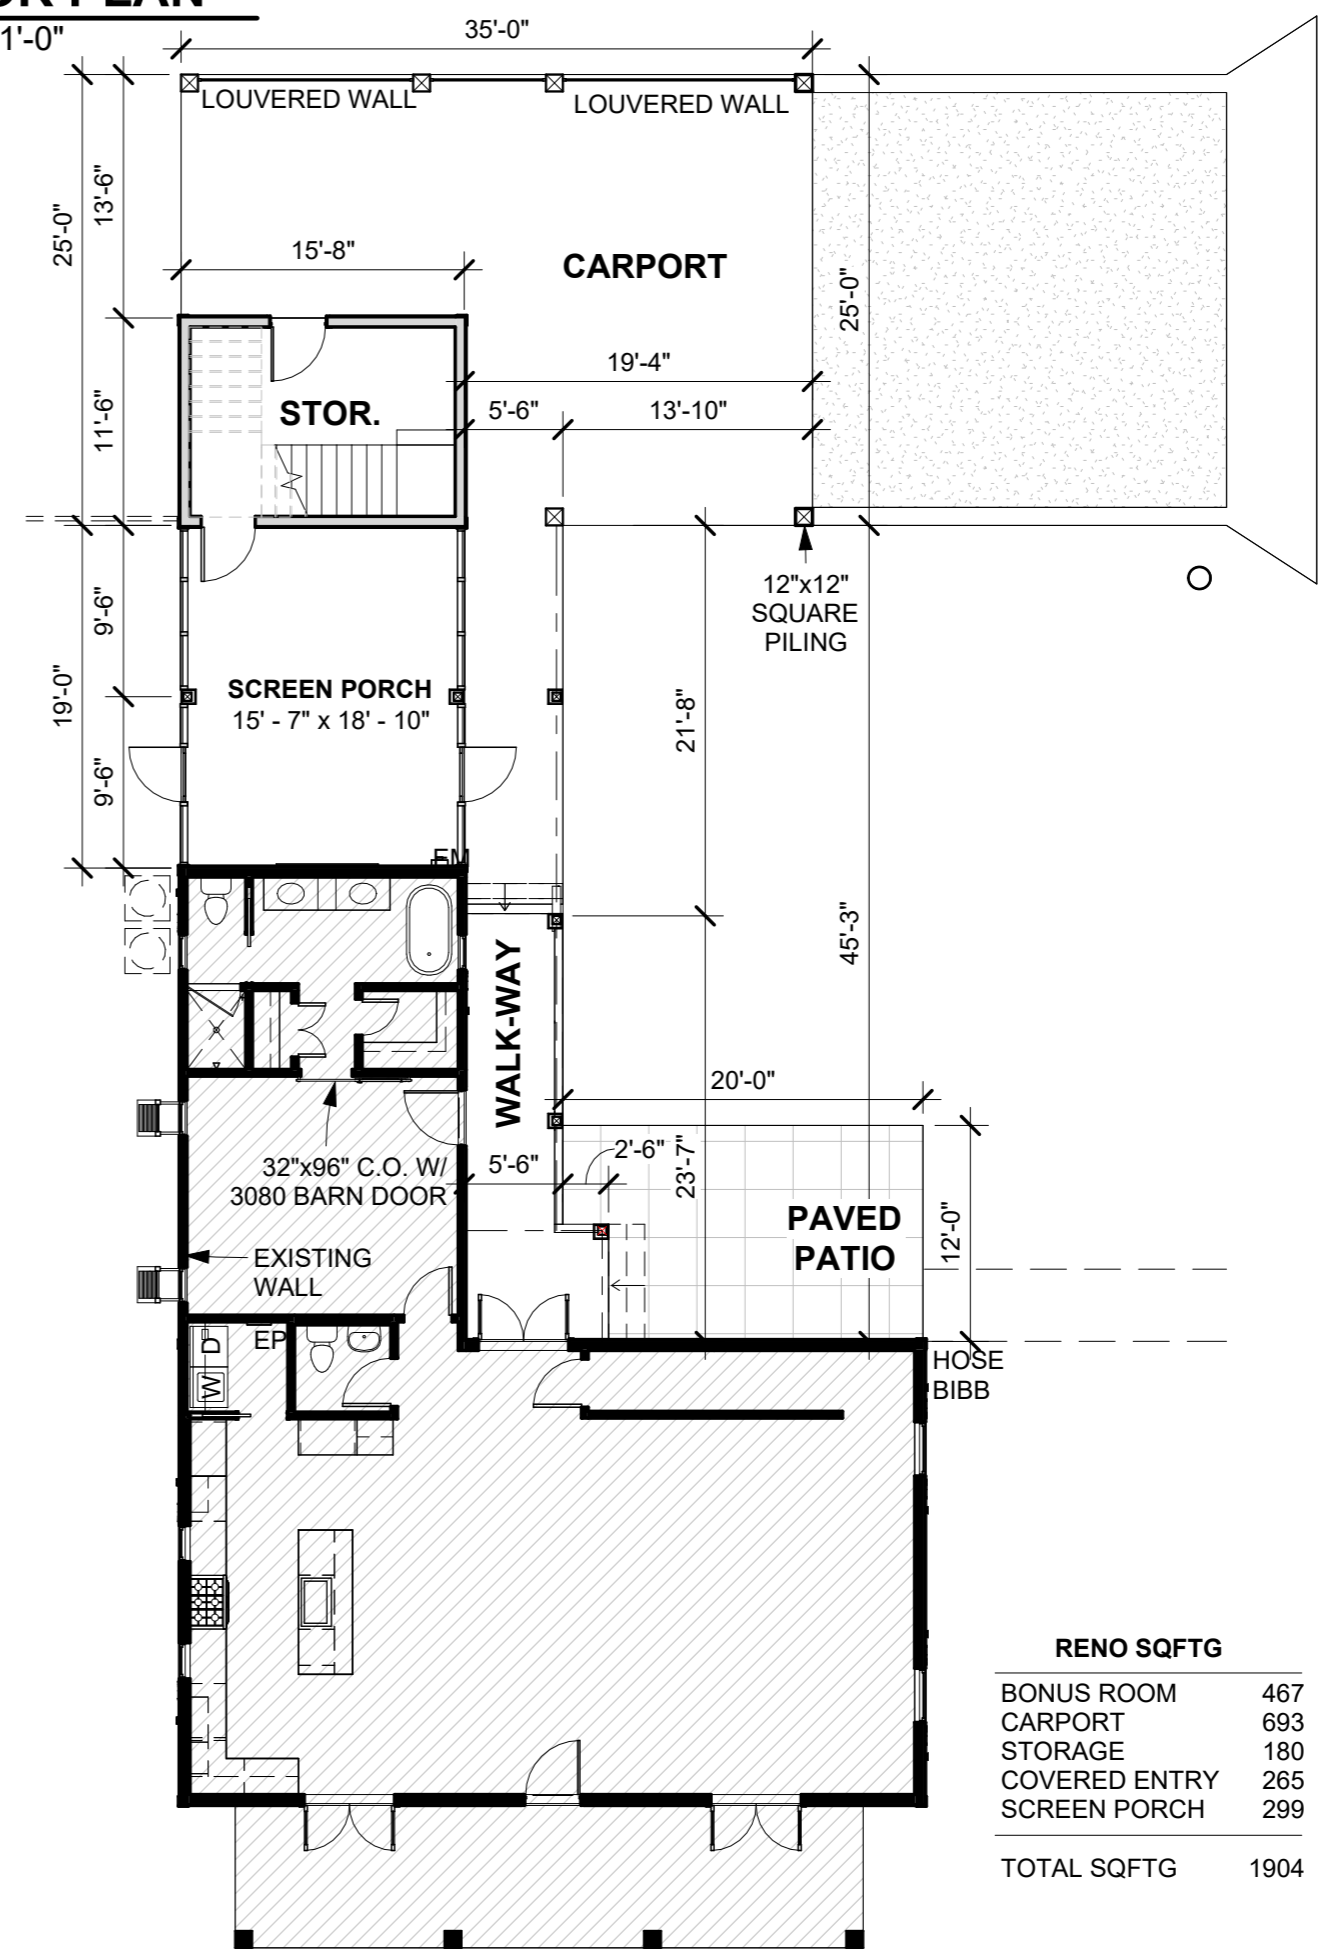 PLAN
1'-0"
35'-0"
LOUVERED WALL
LOUVERED WALL
13'-6"
25'-0"
15'-8"
CARPORT
25'-0"
19'-4"
STOR.
5'-6"
13'-10"
11'-6"
12"x12"
SQUARE
PILING
9'-6"
19'-0"
SCREEN PORCH
15' - 7" x 18' - 10"
21'-8"
9'-6"
EM
WALK-WAY
45'-3"
20'-0"
32"x96" C.O. W/
3080 BARN DOOR
5'-6"
2'-6"
23'-7"
PAVED
PATIO
12'-0"
EXISTING
WALL
EP
D
W
HOSE
BIBB
RENO SQFTG
BONUS ROOM 467
CARPORT 693
STORAGE 180
COVERED ENTRY 265
SCREEN PORCH 299
TOTAL SQFTG 1904